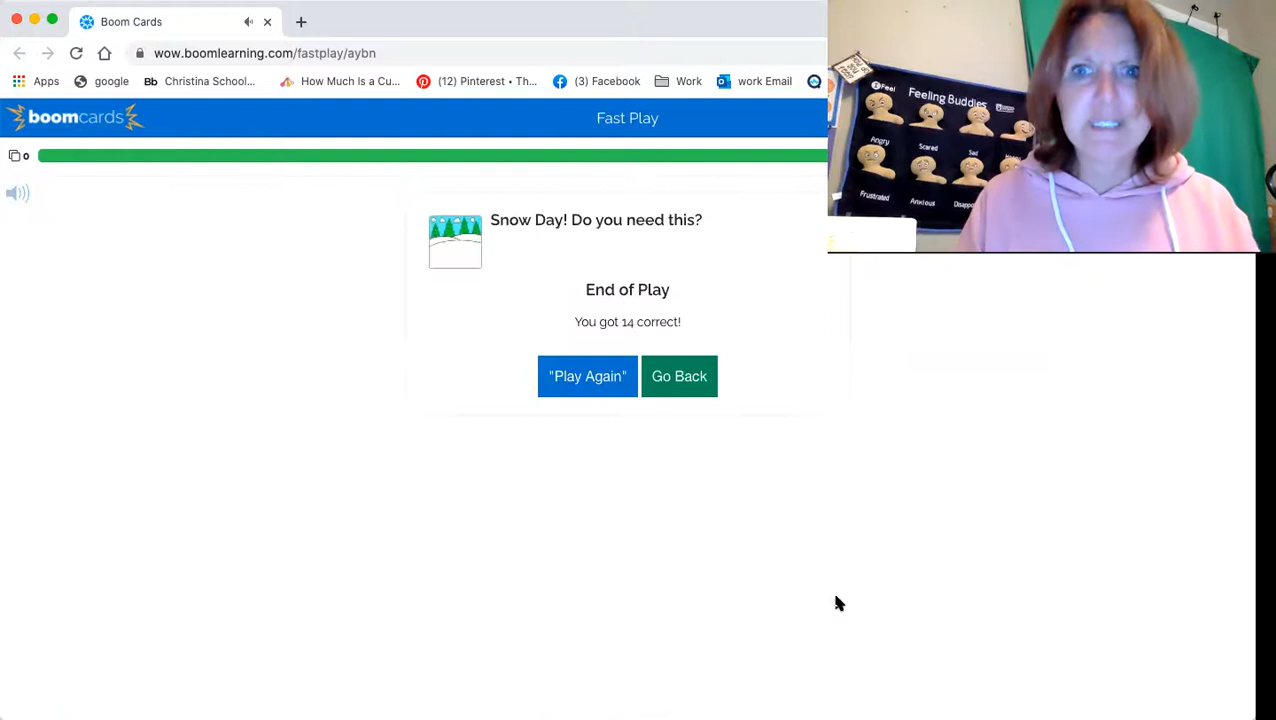 Boom Cards
wow.boomlearning.com/fastplay/aybn
Apps google Bb Christina School... How Much Is a Cu... (12) Pinterest • Th... (3) Facebook Work work Email
boomcards Fast Play
0
Snow Day! Do you need this?
End of Play
You got 14 correct!
"Play Again" Go Back
I Feel
Feeling Buddies
Angry Scared Sad
Frustrated Anxious